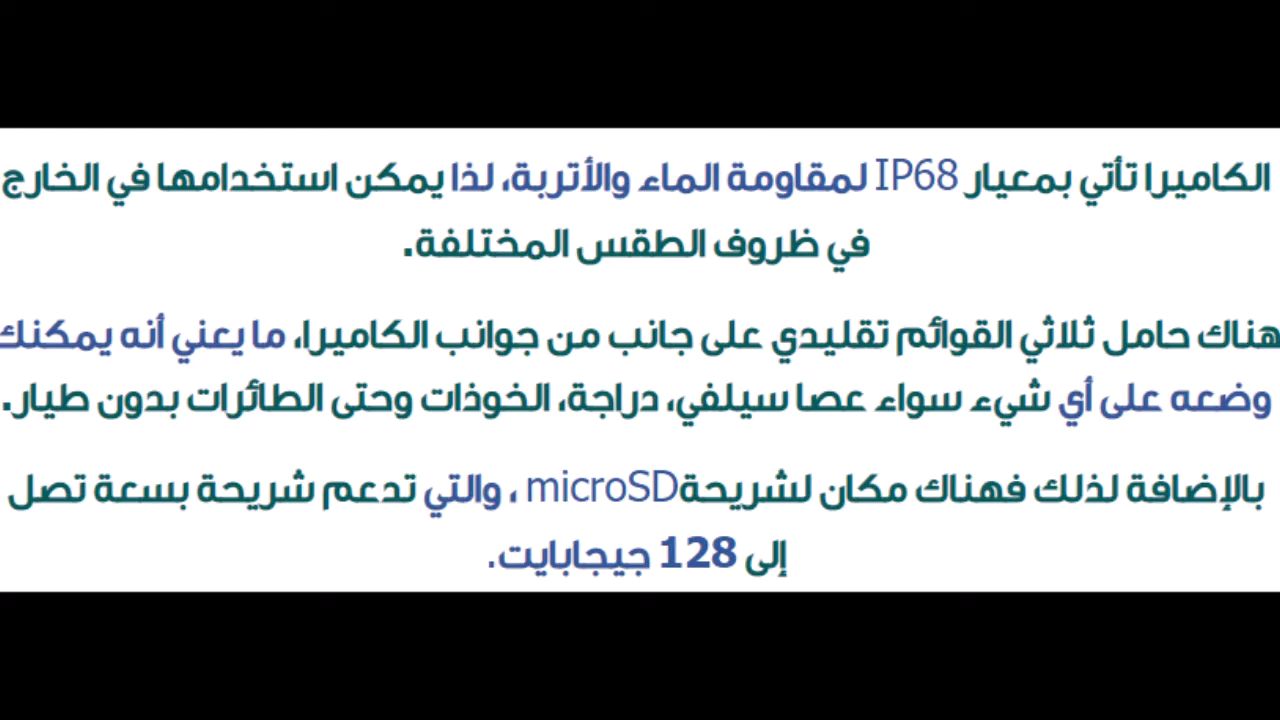 الكاميرا تأتي بمعيار IP68 لمقاومة الماء والأتربة، لذا يمكن استخدامها في الخارج
في ظروف الطقس المختلفة.
هناك حامل ثلاثي القوائم تقليدي على جانب من جوانب الكاميرا، ما يعني أنه يمكنك
وضعه على أي شيء سواء عصا سيلفي، دراجة، الخوذات وحتى الطائرات بدون طيار.
بالإضافة لذلك فهناك مكان لشريحةmicroSD ، والتي تدعم شريحة بسعة تصل
إلى 128 جيجابايت.